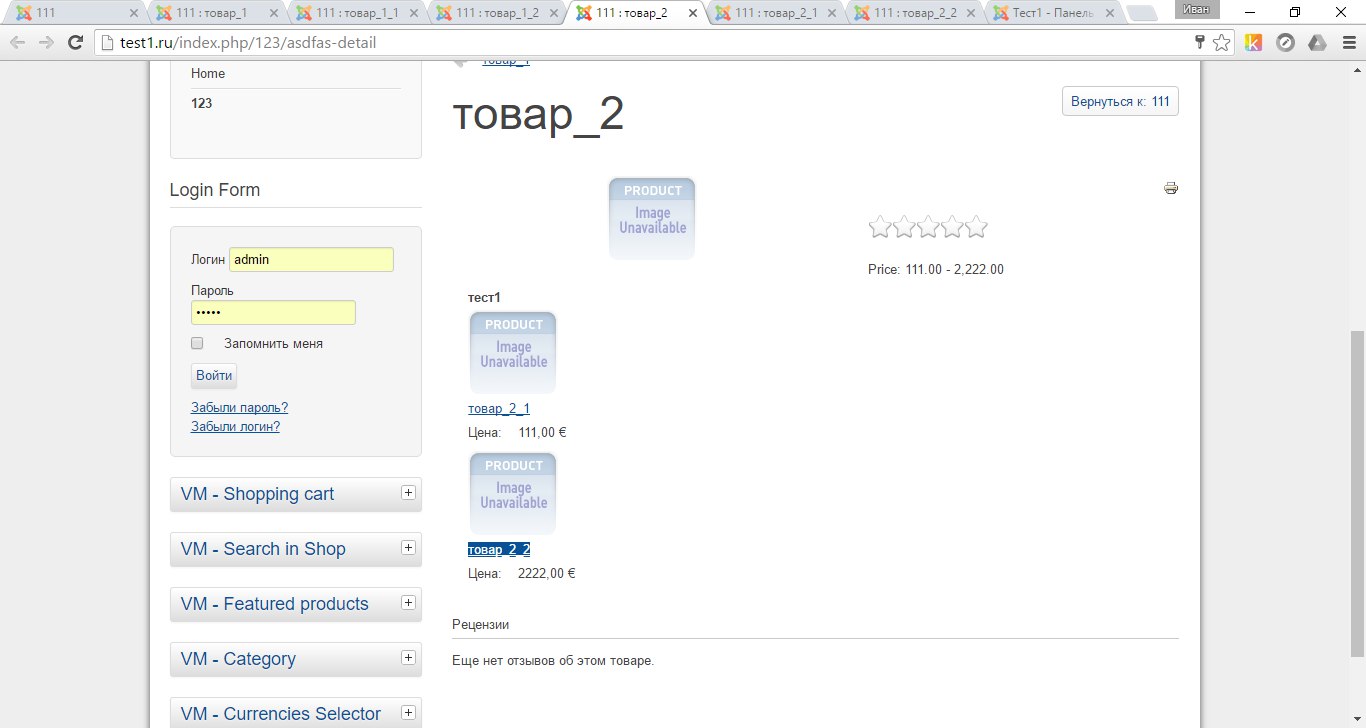 111
111 : товар_1
111 : товар_1_1
111 : товар_1_2
111 : товар_2
111 : товар_2_1
111 : товар_2_2
Тест1 - Панель
Иван
test1.ru/index.php/123/asdfas-detail
Home
123
Login Form
Логин admin
Пароль
•••••
Запомнить меня
Войти
Забыли пароль?
Забыли логин?
VM - Shopping cart
VM - Search in Shop
VM - Featured products
VM - Category
VM - Currencies Selector
товар_1
товар_2
Вернуться к: 111
PRODUCT
Image
Unavailable
Price: 111.00 - 2,222.00
тест1
PRODUCT
Image
Unavailable
товар_2_1
Цена: 111,00 €
PRODUCT
Image
Unavailable
товар_2_2
Цена: 2222,00 €
Рецензии
Еще нет отзывов об этом товаре.